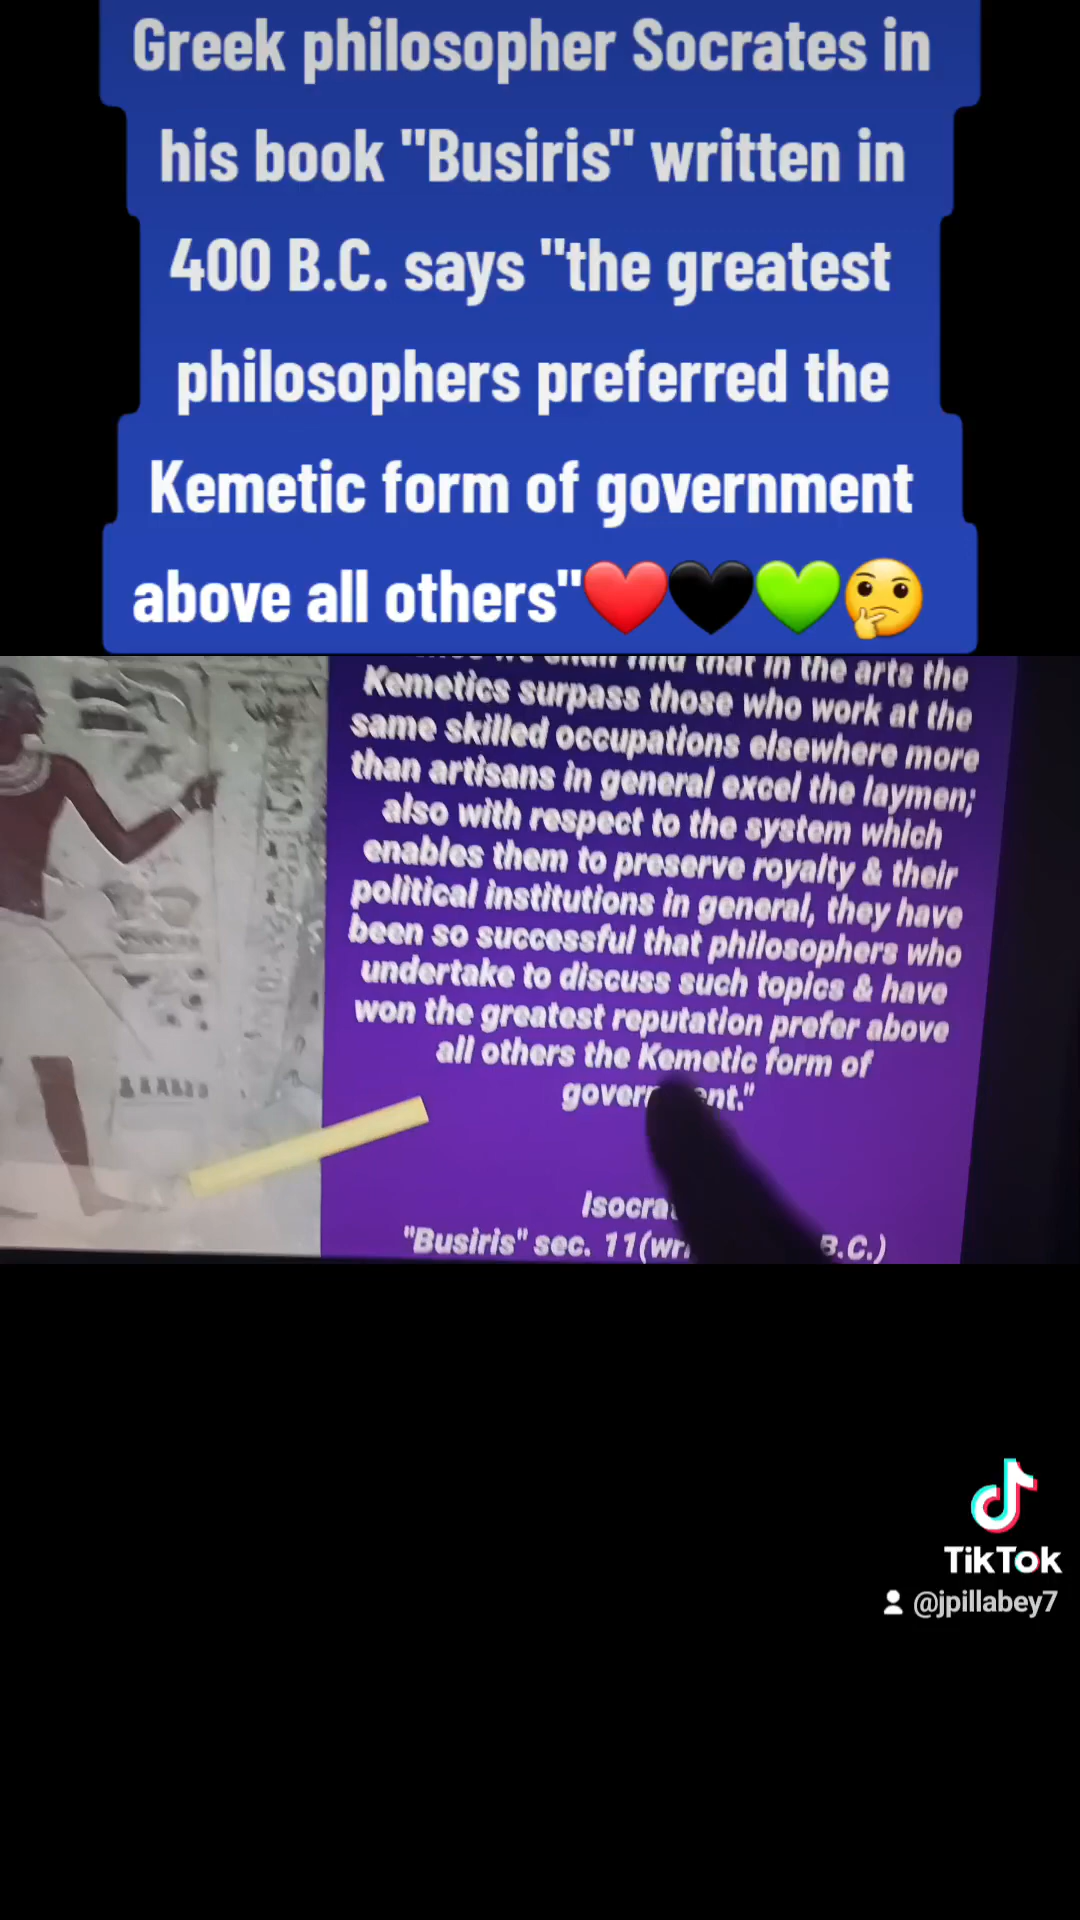 Greek philosopher Socrates in
his book "Busiris" written in
400 B.C. says "the greatest
philosophers preferred the
Kemetic form of government
above all others"❤️🖤💚🤔
we shall find that in the arts the
Kemetics surpass those who work at the
same skilled occupations elsewhere more
than artisans in general excel the laymen;
also with respect to the system which
enables them to preserve royalty & their
political institutions in general, they have
been so successful that philosophers who
undertake to discuss such topics & have
won the greatest reputation prefer above
all others the Kemetic form of
"Busiris" sec. 11
B.C.)
TikTok
@jpillabey7